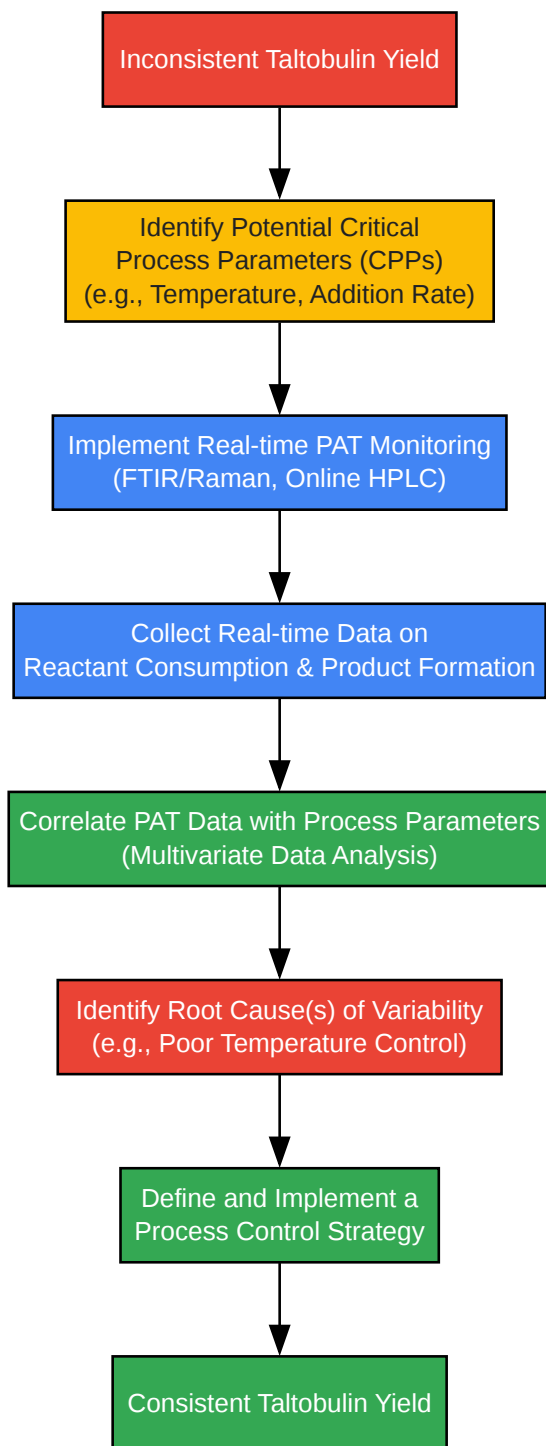 Inconsistent Taltobulin Yield
Identify Potential Critical
Process Parameters (CPPs)
(e.g., Temperature, Addition Rate)
Implement Real-time PAT Monitoring
(FTIR/Raman, Online HPLC)
Collect Real-time Data on
Reactant Consumption & Product Formation
Correlate PAT Data with Process Parameters
(Multivariate Data Analysis)
Identify Root Cause(s) of Variability
(e.g., Poor Temperature Control)
Define and Implement a
Process Control Strategy
Consistent Taltobulin Yield